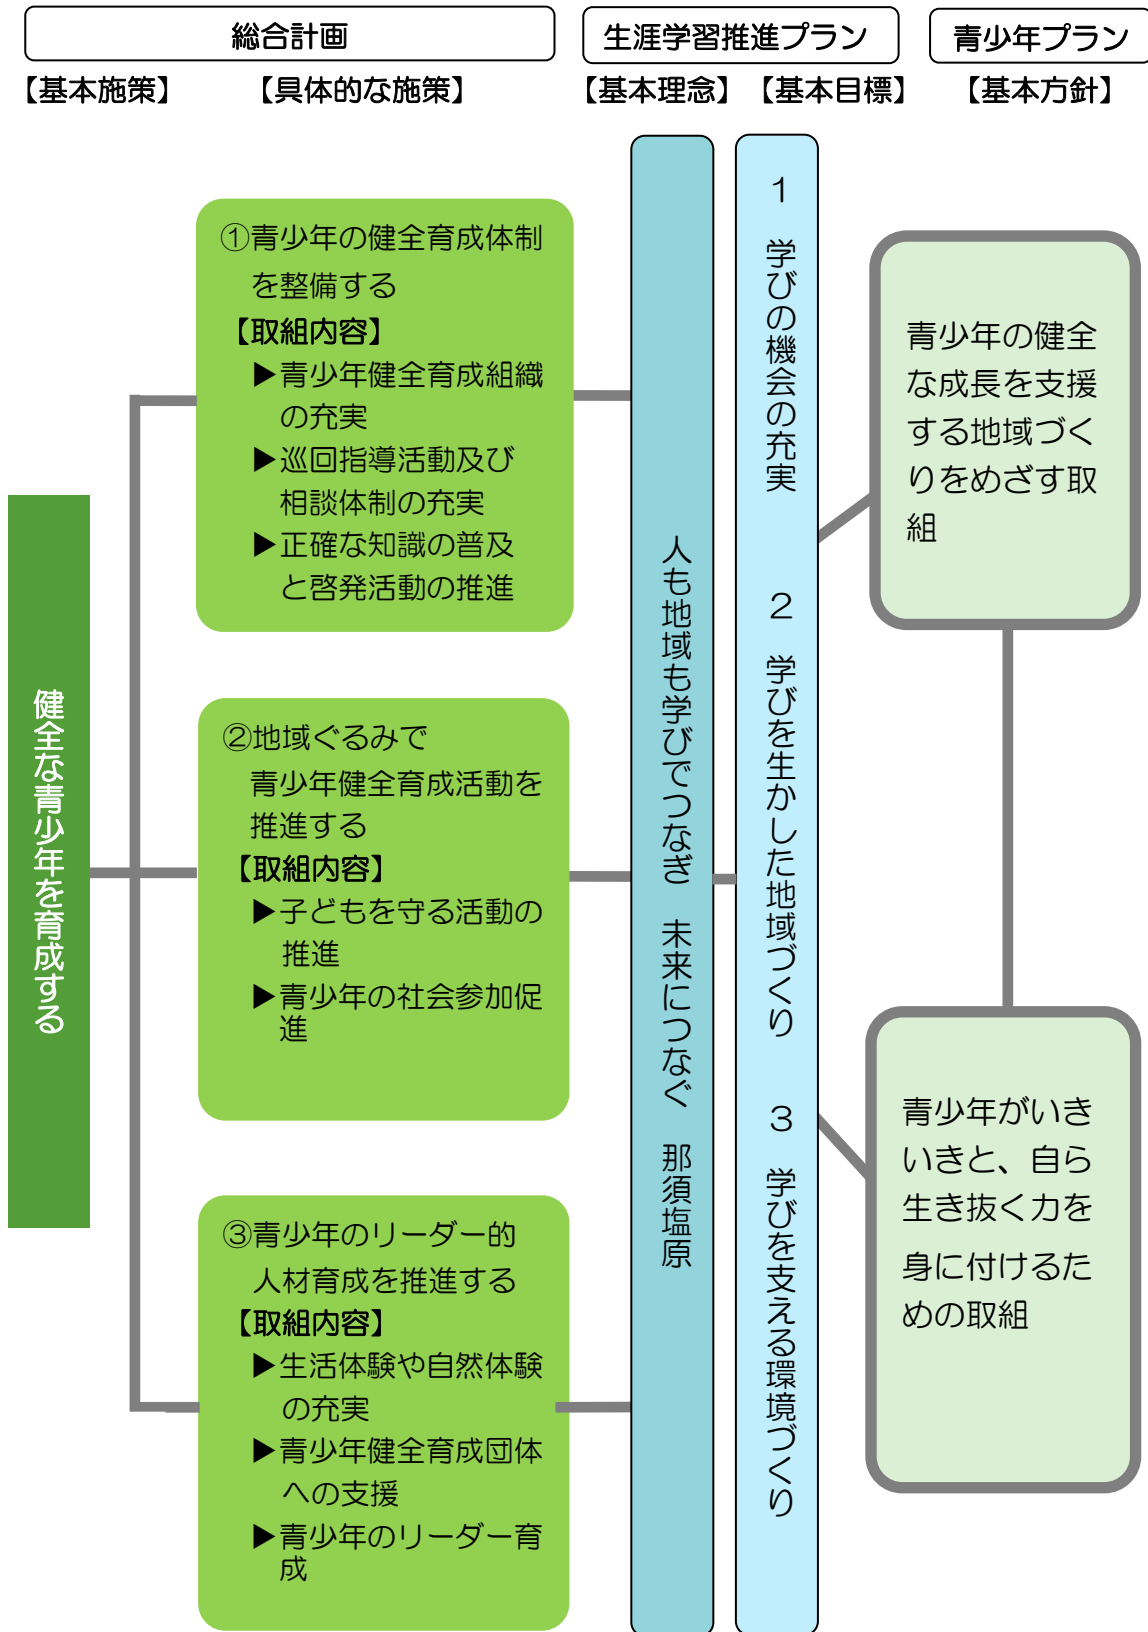 総合計画
生涯学習推進プラン
青少年プラン
【基本施策】
【具体的な施策】
【基本理念】
【基本目標】
【基本方針】
健全な青少年を育成する
①青少年の健全育成体制
を整備する
【取組内容】
▶青少年健全育成組織
の充実
▶巡回指導活動及び
相談体制の充実
▶正確な知識の普及
と啓発活動の推進
②地域ぐるみで
青少年健全育成活動を
推進する
【取組内容】
▶子どもを守る活動の
推進
▶青少年の社会参加促
進
③青少年のリーダー的
人材育成を推進する
【取組内容】
▶生活体験や自然体験
の充実
▶青少年健全育成団体
への支援
▶青少年のリーダー育
成
人も地域も学びでつなぎ　未来につなぐ　那須塩原
1　学びの機会の充実
2　学びを生かした地域づくり
3　学びを支える環境づくり
青少年の健全
な成長を支援
する地域づく
りをめざす取
組
青少年がいき
いきと、自ら
生き抜く力を
身に付けるた
めの取組